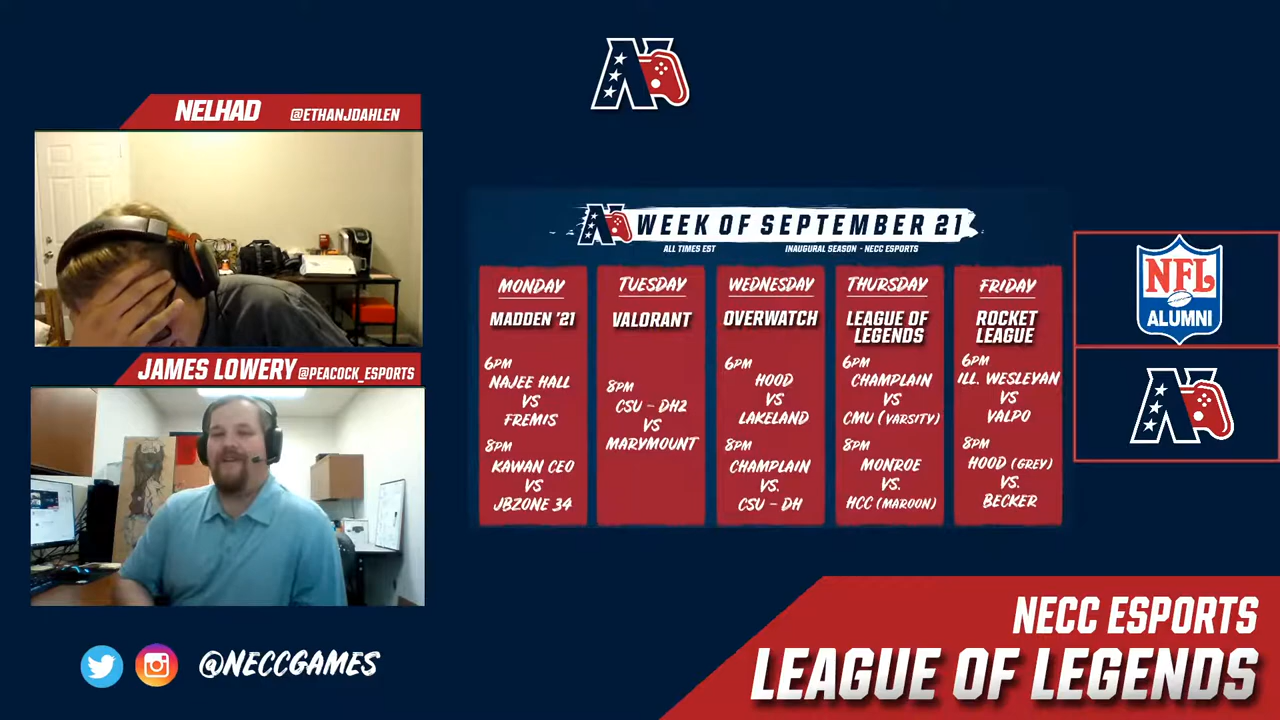 NELHAD @ETHANJDAHLEN
JAMES LOWERY @PEACOCK_ESPORTS
@NECCGAMES
N
N WEEK OF SEPTEMBER 21
ALL TIMES EST INAUGURAL SEASON - NECC ESPORTS
MONDAY
MADDEN '21
6PM
NAJEE HALL
VS
FREMIS
8PM
KAWAN CEO
VS
JBZONE 34
TUESDAY
VALORANT
8PM
CSU - DH2
VS
MARYMOUNT
WEDNESDAY
OVERWATCH
6PM
HOOD
VS
LAKELAND
8PM
CHAMPLAIN
VS.
CSU - DH
THURSDAY
LEAGUE OF
LEGENDS
6PM
CHAMPLAIN
VS
CMU (VARSITY)
8PM
MONROE
VS.
HCC (MAROON)
FRIDAY
ROCKET
LEAGUE
6PM
ILL. WESLEYAN
VS
VALPO
8PM
HOOD (GREY)
VS.
BECKER
NFL
ALUMNI
N
NECC ESPORTS
LEAGUE OF LEGENDS